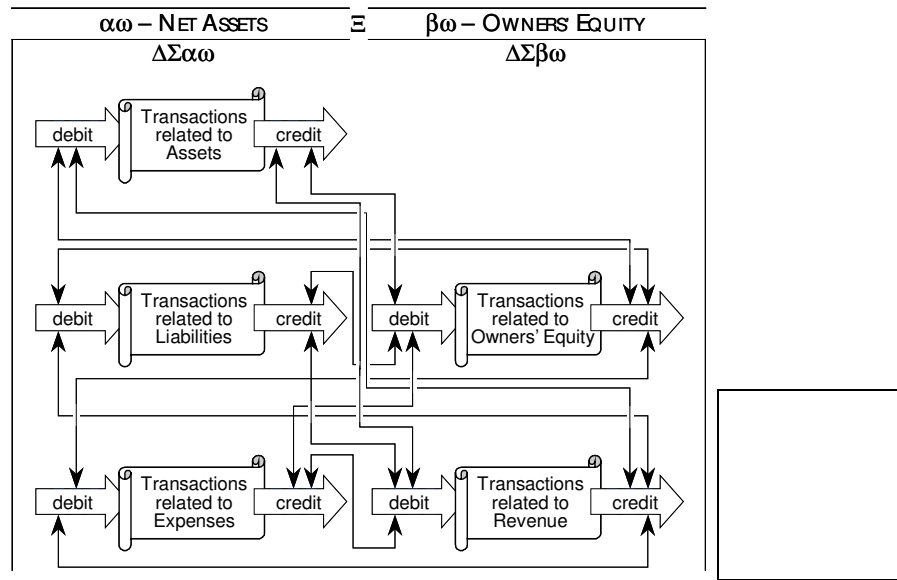 αω – NET ASSETS Ξ βω – OWNERS' EQUITY
ΔΣαω ΔΣβω
debit
Transactions
related to
Assets
credit
debit
Transactions
related to
Liabilities
credit
debit
Transactions
related to
Owners' Equity
credit
debit
Transactions
related to
Expenses
credit
debit
Transactions
related to
Revenue
credit